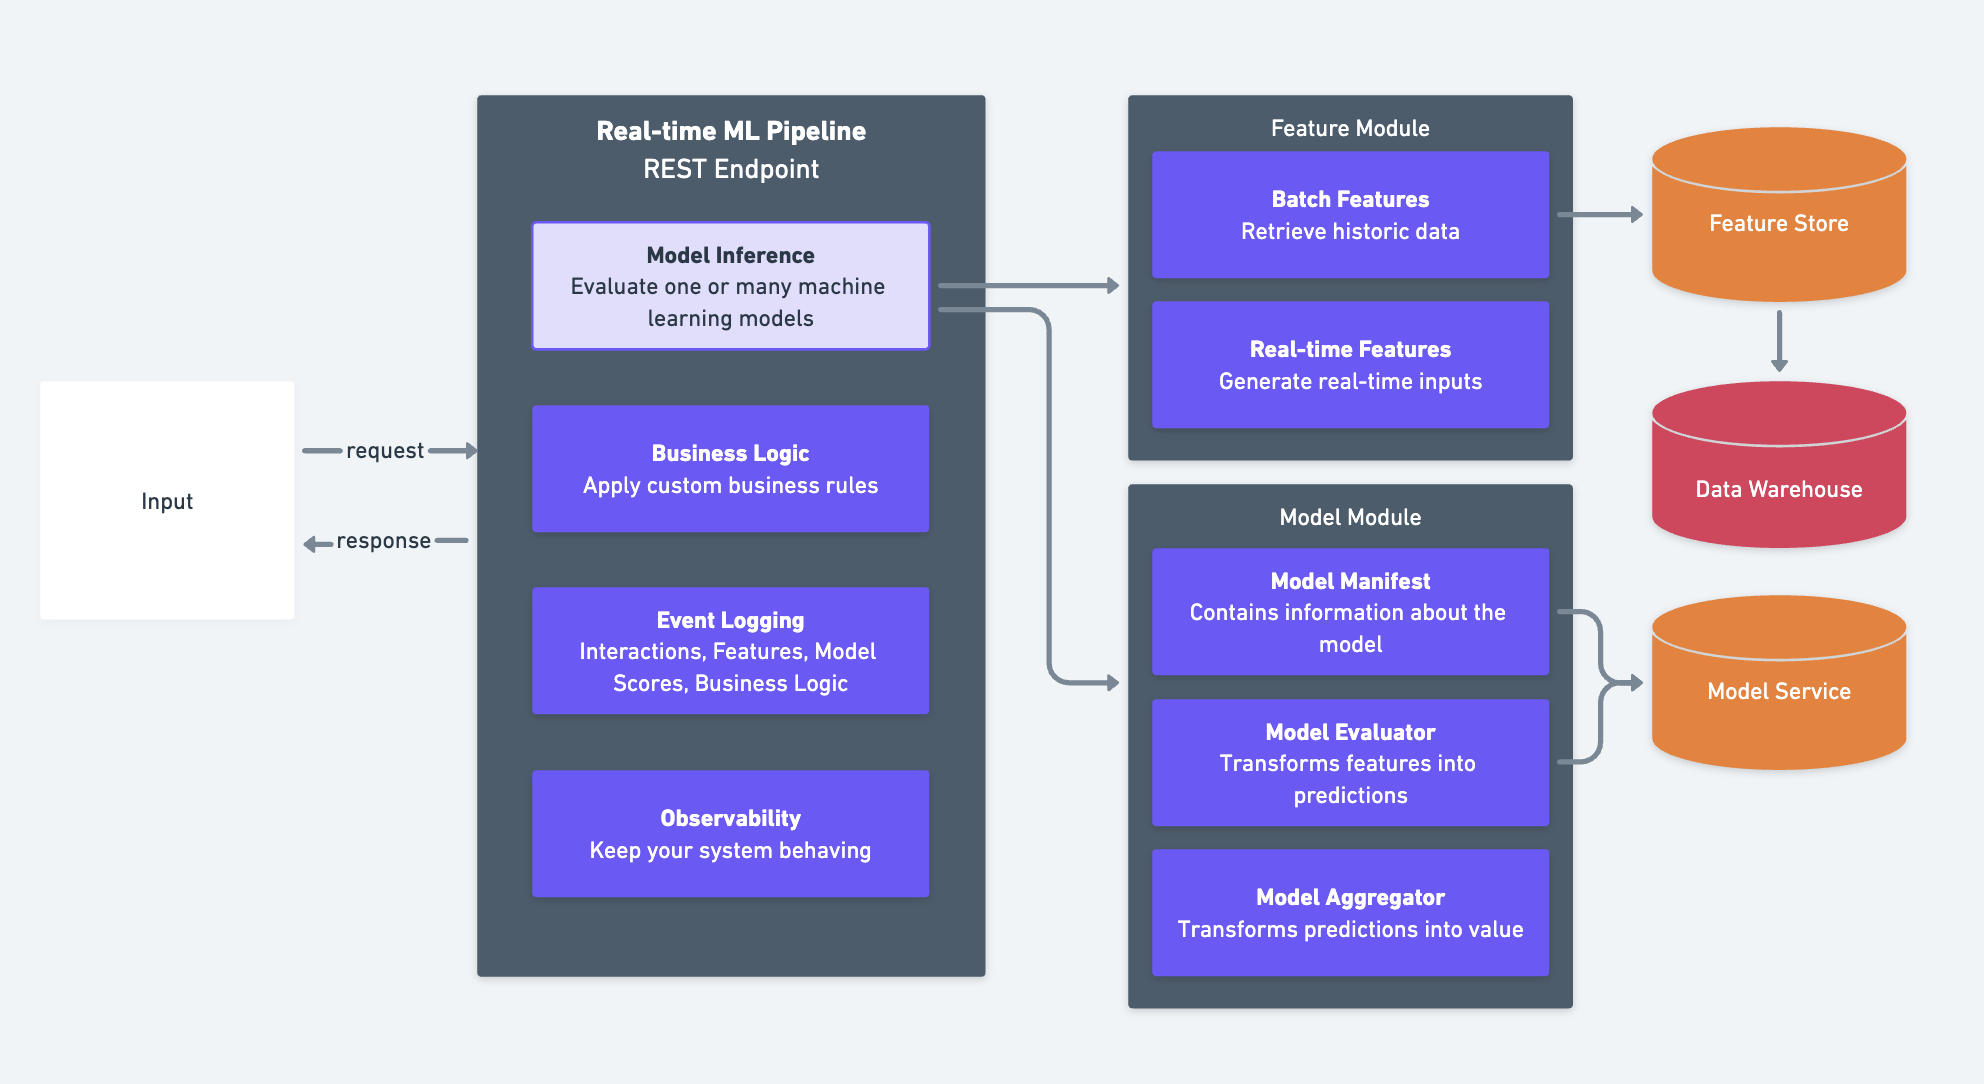 Input
request
response
Real-time ML Pipeline
REST Endpoint
Model Inference
Evaluate one or many machine
learning models
Business Logic
Apply custom business rules
Event Logging
Interactions, Features, Model
Scores, Business Logic
Observability
Keep your system behaving
Feature Module
Batch Features
Retrieve historic data
Real-time Features
Generate real-time inputs
Model Module
Model Manifest
Contains information about the
model
Model Evaluator
Transforms features into
predictions
Model Aggregator
Transforms predictions into value
Feature Store
Data Warehouse
Model Service